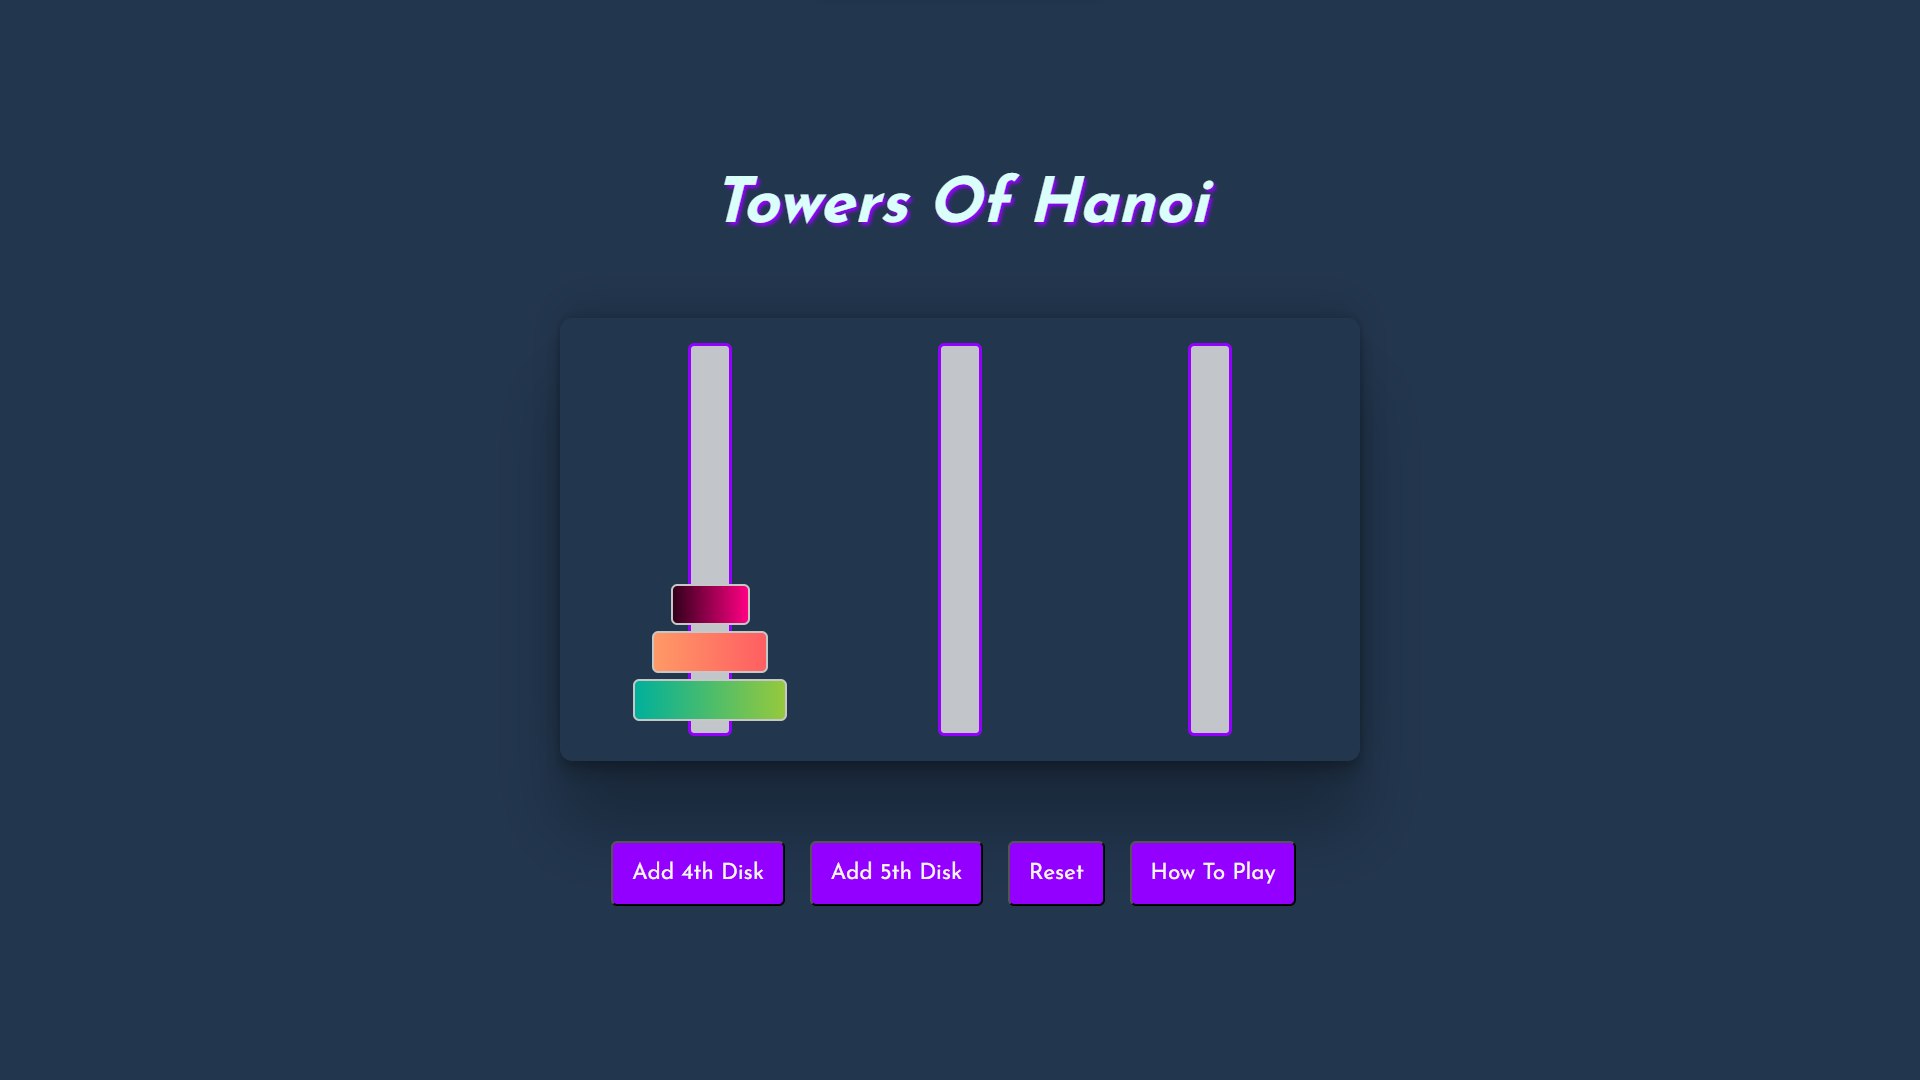 Towers Of Hanoi
Add 4th Disk
Add 5th Disk
Reset
How To Play